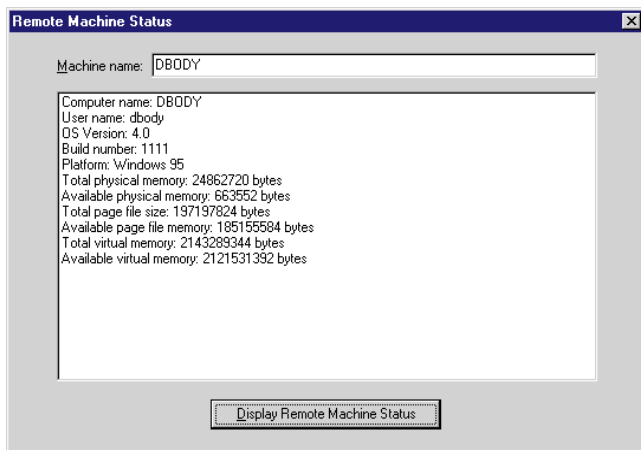 Remote Machine Status
Machine name: DBODY
Computer name: DBODY
User name: dbody
OS Version: 4.0
Build number: 1111
Platform: Windows 95
Total physical memory: 24862720 bytes
Available physical memory: 663552 bytes
Total page file size: 197197824 bytes
Available page file memory: 185155584 bytes
Total virtual memory: 2143289344 bytes
Available virtual memory: 2121531392 bytes
Display Remote Machine Status